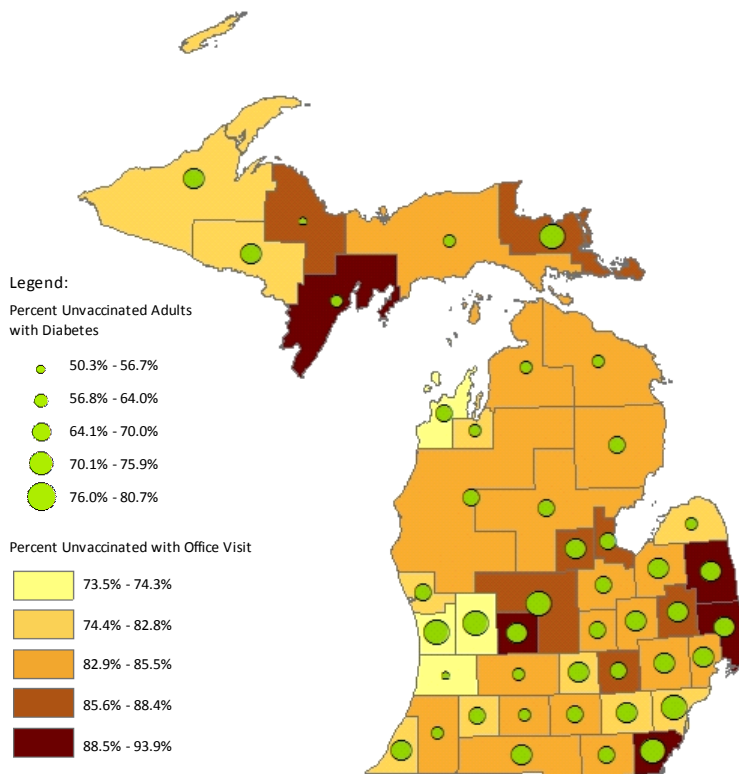 Legend:
Percent Unvaccinated Adults
with Diabetes
50.3% - 56.7%
56.8% - 64.0%
64.1% - 70.0%
70.1% - 75.9%
76.0% - 80.7%
Percent Unvaccinated with Office Visit
73.5% - 74.3%
74.4% - 82.8%
82.9% - 85.5%
85.6% - 88.4%
88.5% - 93.9%